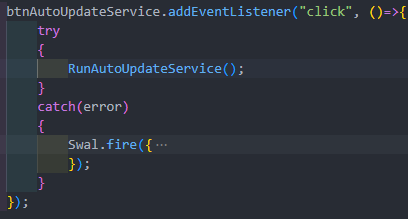 btnAutoUpdateService.addEventListener("click", ()=>{
try
{
RunAutoUpdateService();
}
catch(error)
{
Swal.fire({ ⋯
});
}
});